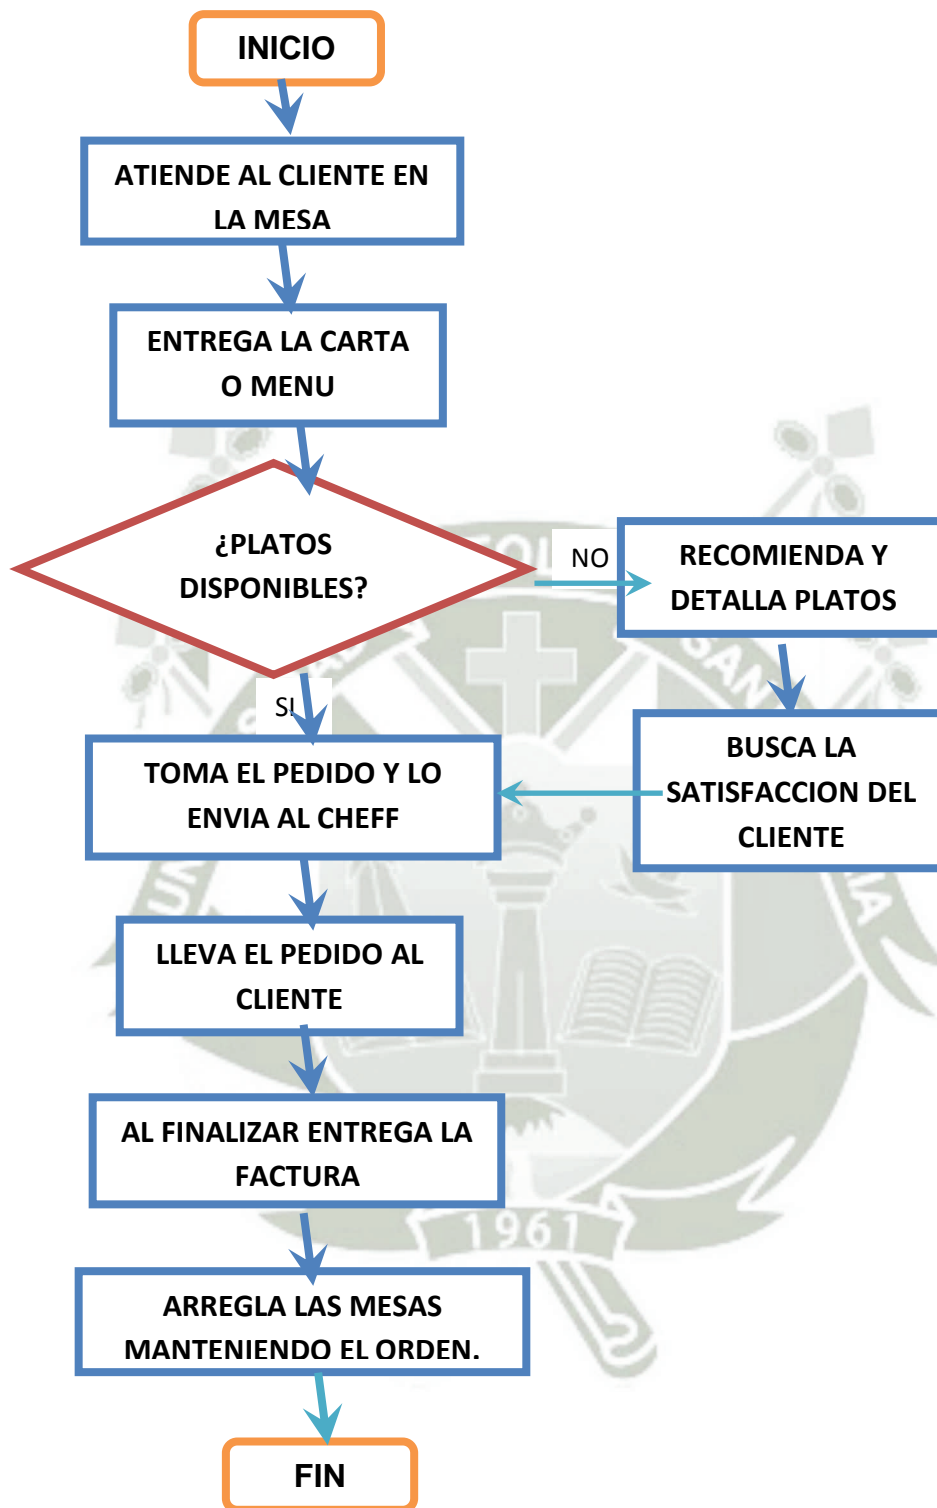 INICIO
ATIENDE AL CLIENTE EN
LA MESA
ENTREGA LA CARTA
O MENU
¿PLATOS
DISPONIBLES?
NO
RECOMIENDA Y
DETALLA PLATOS
SI
BUSCA LA
SATISFACCION DEL
CLIENTE
TOMA EL PEDIDO Y LO
ENVIA AL CHEFF
LLEVA EL PEDIDO AL
CLIENTE
AL FINALIZAR ENTREGA LA
FACTURA
1961
ARREGLA LAS MESAS
MANTENIENDO EL ORDEN.
FIN